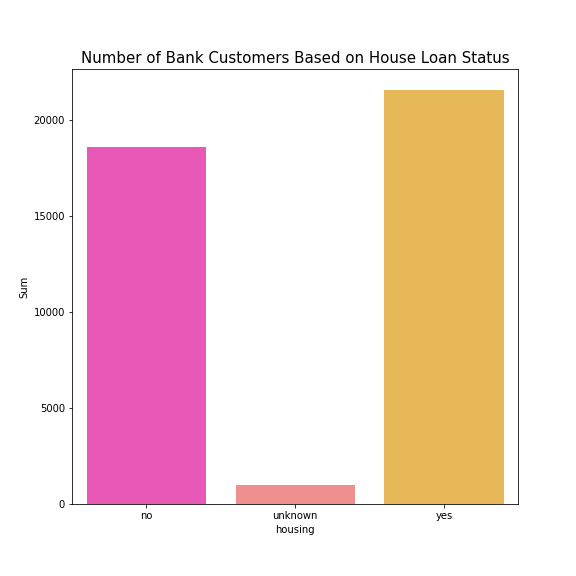 Number of Bank Customers Based on House Loan Status
20000
15000
10000
5000
0
Sum
no unknown yes
housing